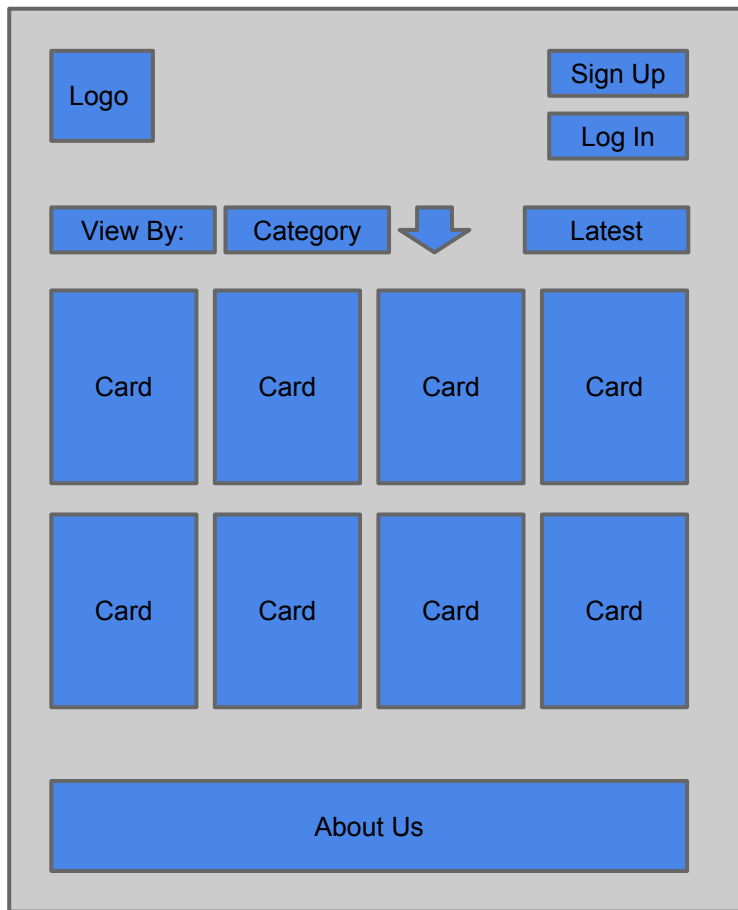 Logo
Sign Up
Log In
View By:
Category
Latest
Card
Card
Card
Card
Card
Card
Card
Card
About Us